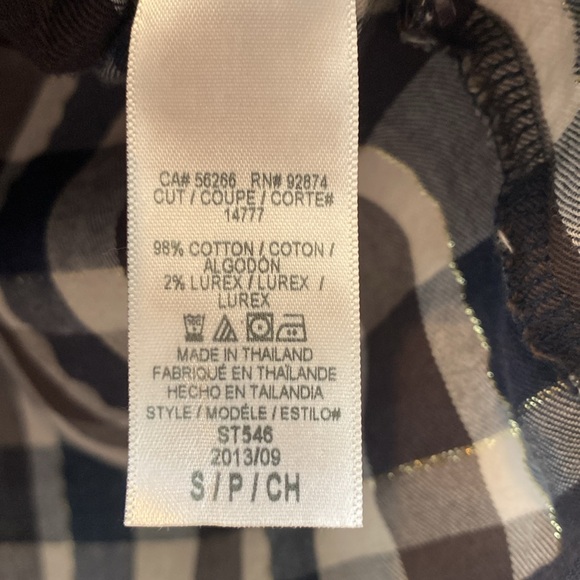 CA# 56266 RN# 92874
CUT / COUPE / CORTE#
14777
98% COTTON / COTON /
ALGODON
2% LUREX / LUREX /
LUREX
MADE IN THAILAND
FABRIQUÉ EN THAÏLANDE
HECHO EN TAILANDIA
STYLE / MODÈLE / ESTILO#
ST546
2013/09
S / P / CH